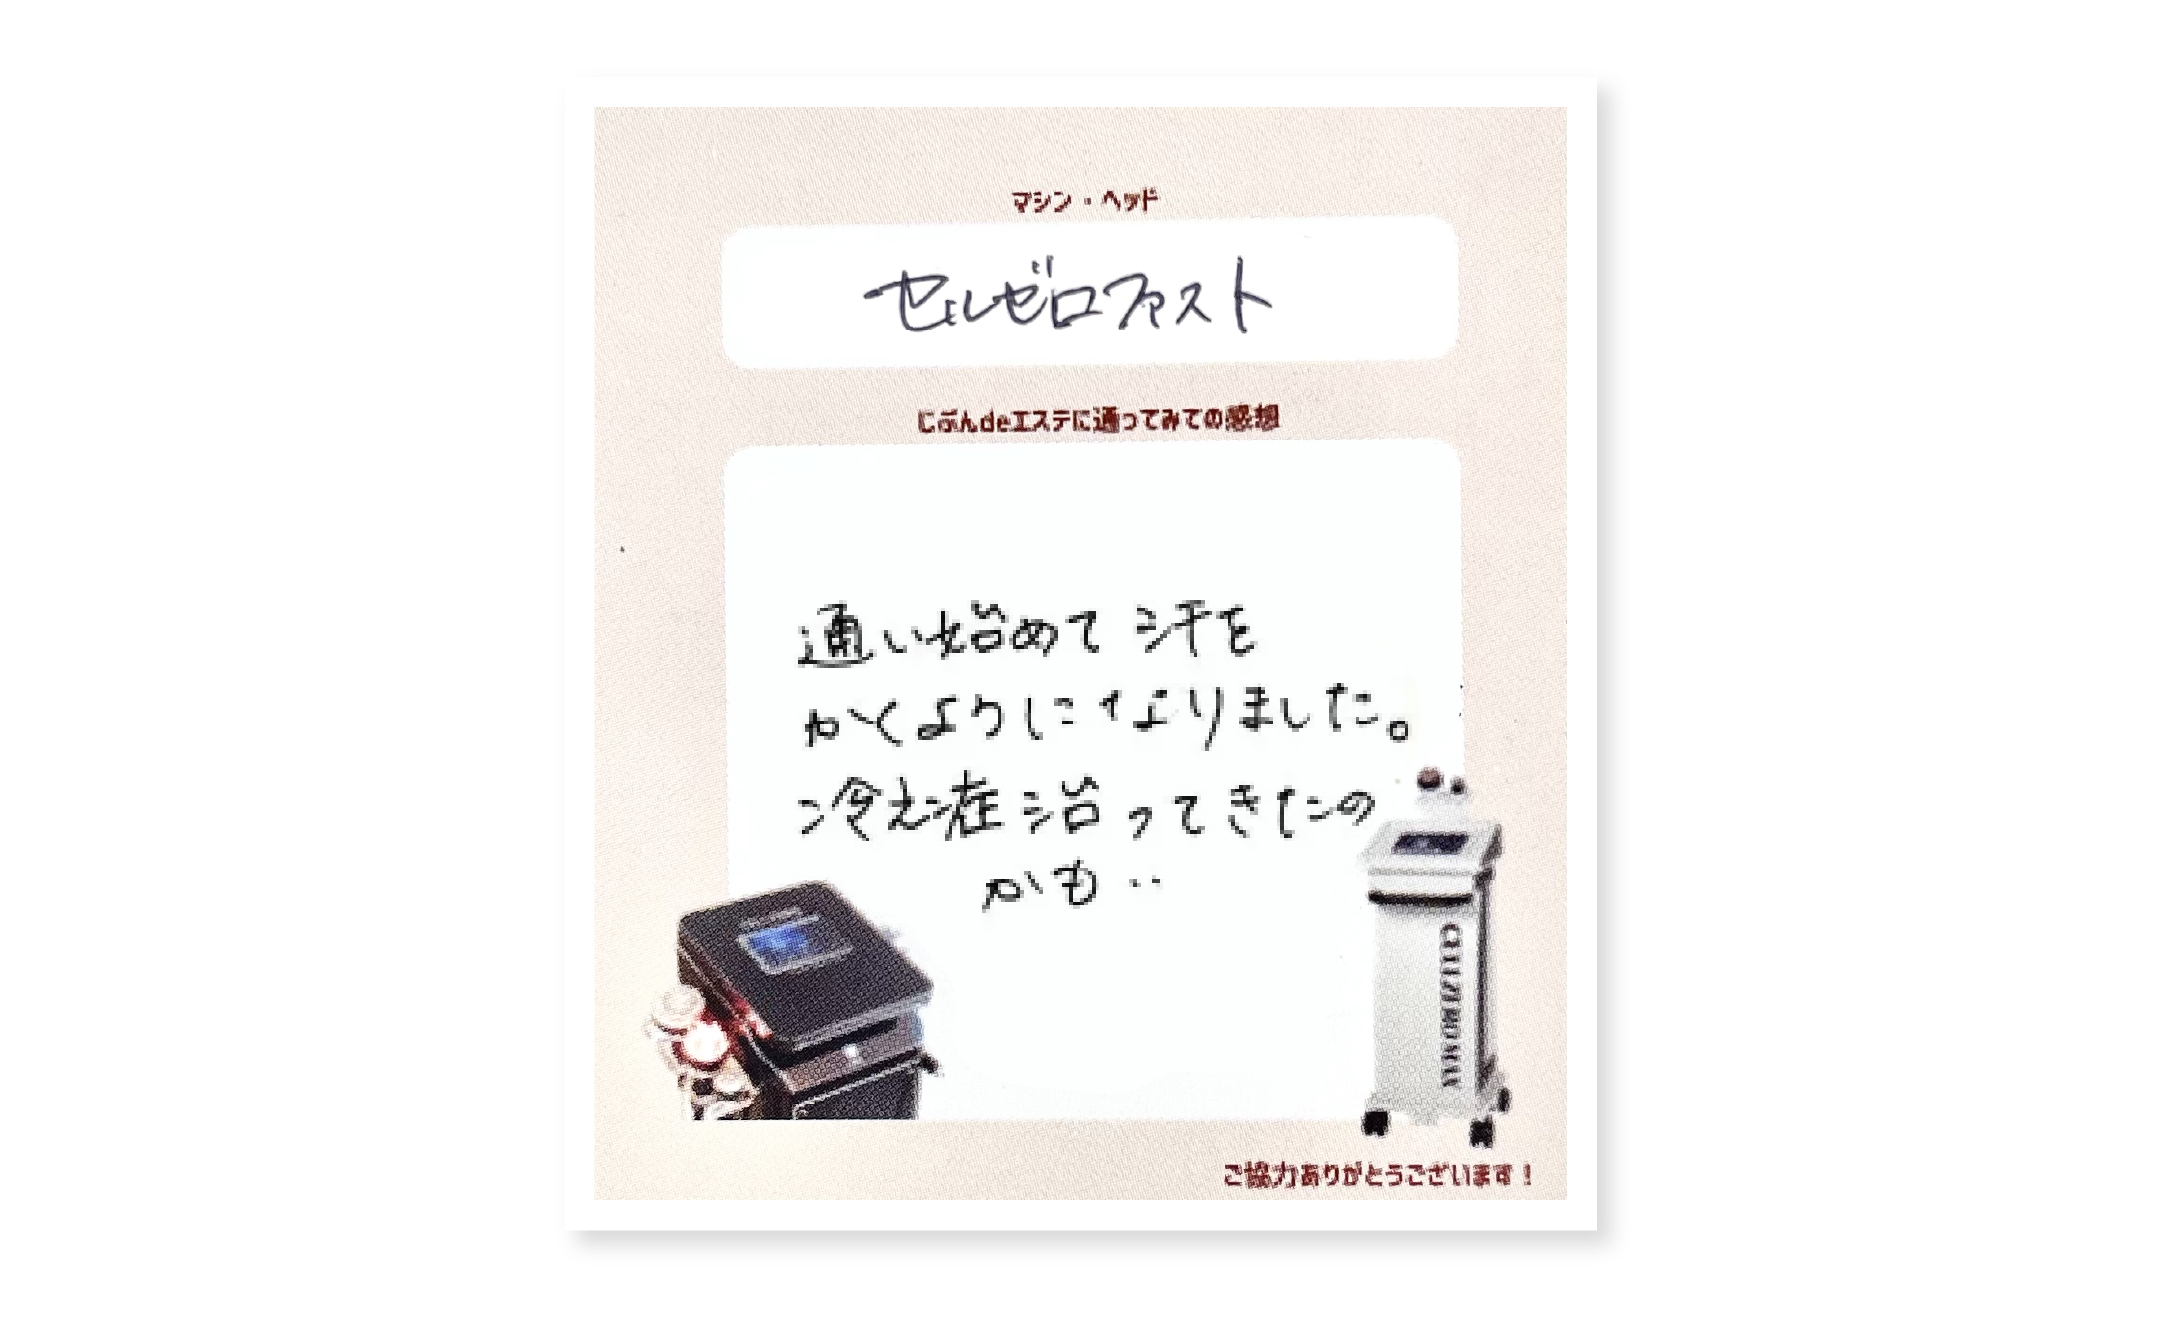 マシン・ヘッド
セルゼロファスト
じぶんdeエステに通ってみての感想
通い始めて汗を
かくようになりました。
冷え症治ってきたの
かも‥
CELLZEROMAX
ご協力ありがとうございます！